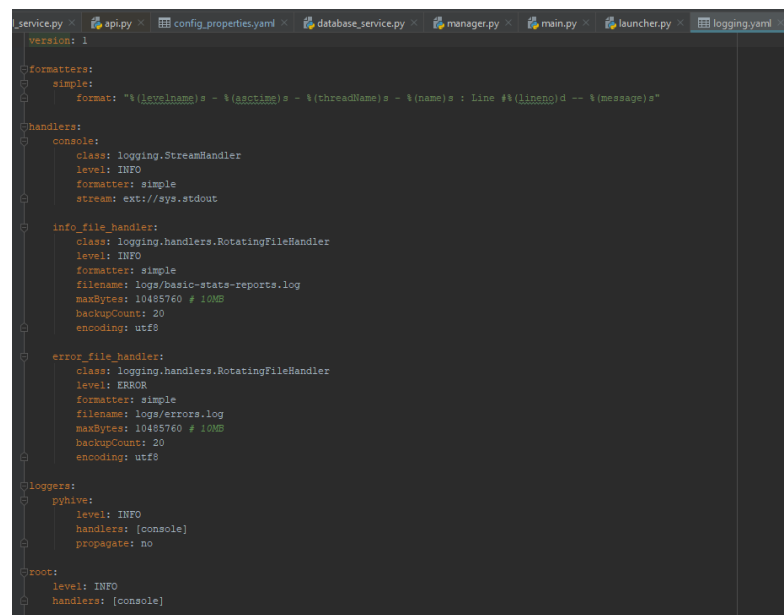 l_service.py
api.py
config_properties.yaml
database_service.py
manager.py
main.py
launcher.py
logging.yaml
version: 1
formatters:
simple:
format: "%(levelname)s - %(asctime)s - %(threadName)s - %(name)s : Line #%(lineno)d -- %(message)s"
handlers:
console:
class: logging.StreamHandler
level: INFO
formatter: simple
stream: ext://sys.stdout
info_file_handler:
class: logging.handlers.RotatingFileHandler
level: INFO
formatter: simple
filename: logs/basic-stats-reports.log
maxBytes: 10485760 # 10MB
backupCount: 20
encoding: utf8
error_file_handler:
class: logging.handlers.RotatingFileHandler
level: ERROR
formatter: simple
filename: logs/errors.log
maxBytes: 10485760 # 10MB
backupCount: 20
encoding: utf8
loggers:
pyhive:
level: INFO
handlers: [console]
propagate: no
root:
level: INFO
handlers: [console]